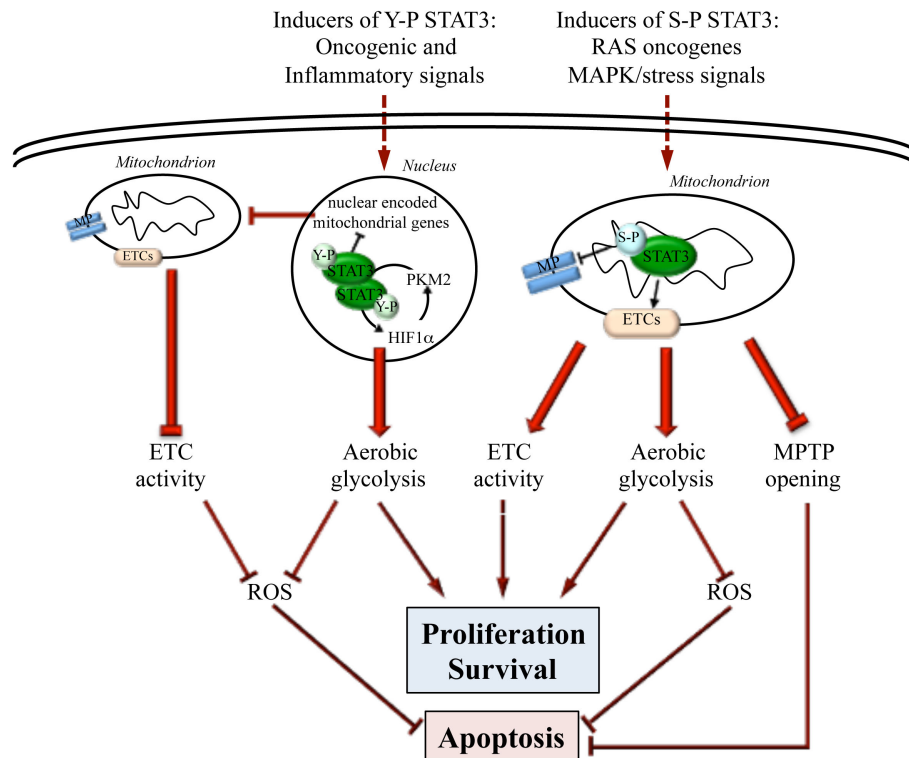 Inducers of Y-P STAT3:
Oncogenic and
Inflammatory signals
Inducers of S-P STAT3:
RAS oncogenes
MAPK/stress signals
Mitochondrion
MP
ETCs
Nucleus
nuclear encoded
mitochondrial genes
Y-P
STAT3
STAT3
Y-P
PKM2
HIF1α
Mitochondrion
S-P
STAT3
MP
ETCs
ETC
activity
Aerobic
glycolysis
ETC
activity
Aerobic
glycolysis
MPTP
opening
ROS
ROS
Proliferation
Survival
Apoptosis